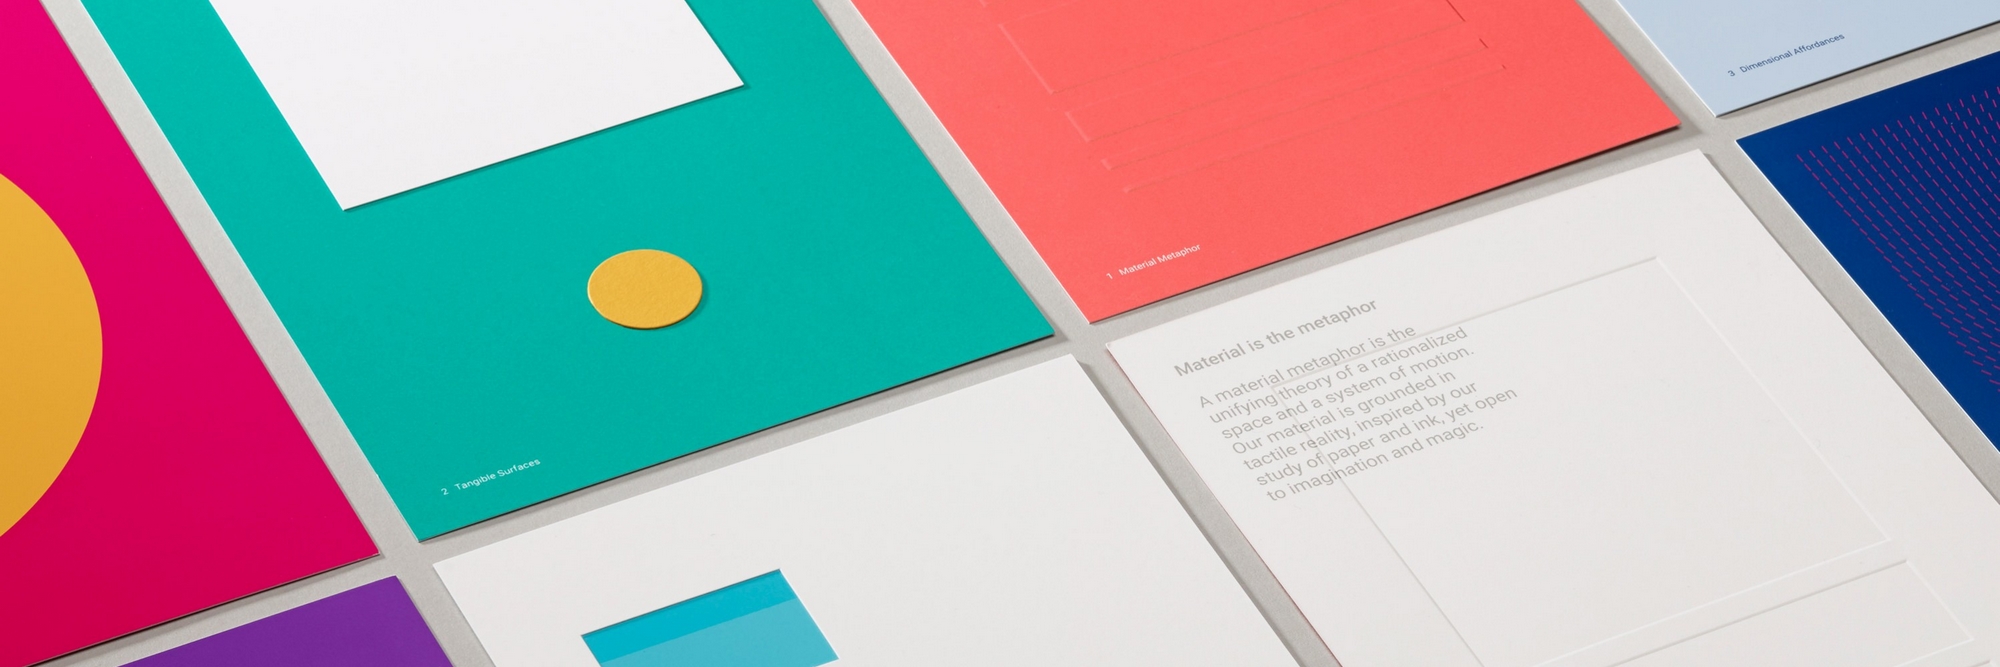 3 Dimensional Affordances
1 Material Metaphor
2 Tangible Surfaces
Material is the metaphor
A material metaphor is the
unifying theory of a rationalized
space and a system of motion.
Our material is grounded in
tactile reality, inspired by our
study of paper and ink, yet open
to imagination and magic.